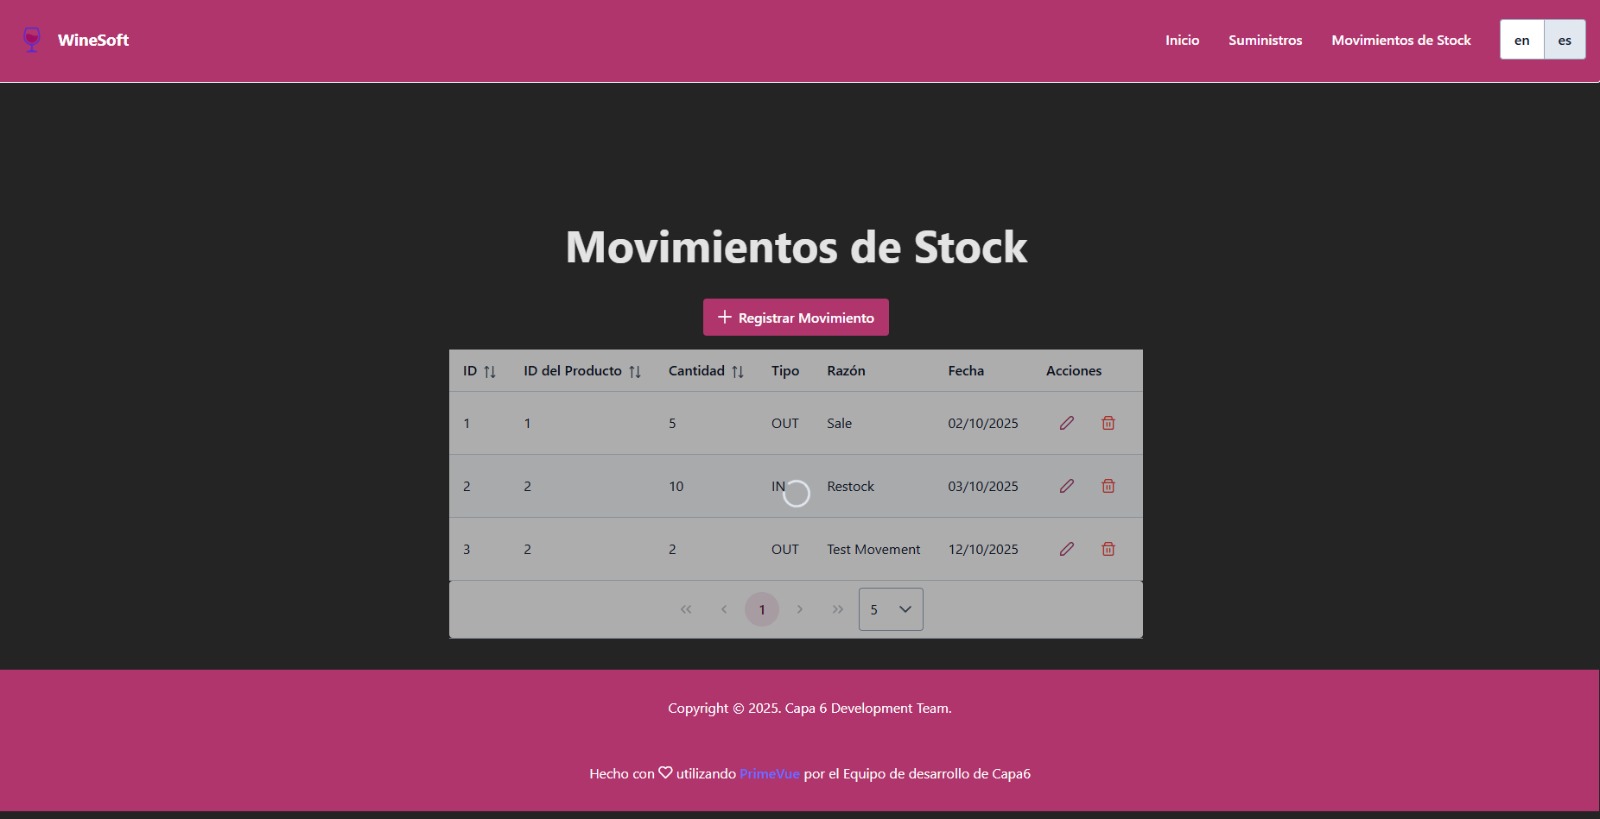 WineSoft
Inicio Suministros Movimientos de Stock en es
Movimientos de Stock
Registrar Movimiento
ID ID del Producto Cantidad Tipo Razón Fecha Acciones
1 1 5 OUT Sale 02/10/2025
2 2 10 IN Restock 03/10/2025
3 2 2 OUT Test Movement 12/10/2025
1 5
Copyright © 2025. Capa 6 Development Team.
Hecho con utilizando PrimeVue por el Equipo de desarrollo de Capa6